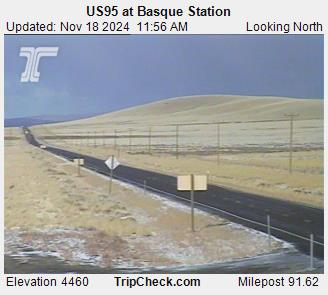 US95 at Basque Station
Updated: Nov 18 2024 11:56 AM Looking North
Elevation 4460 TripCheck.com Milepost 91.62